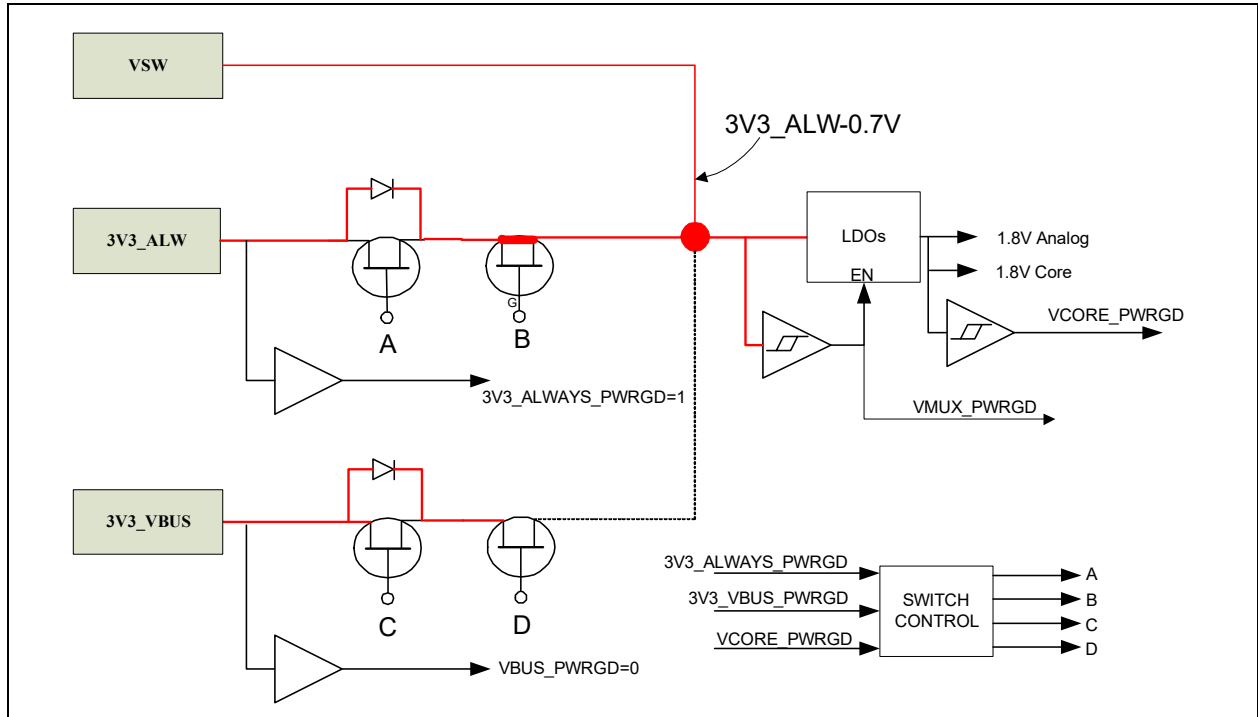 VSW
3V3_ALW-0.7V
3V3_ALW
LDOs
EN
1.8V Analog
1.8V Core
VCORE_PWRGD
G
A
B
3V3_ALWAYS_PWRGD=1
VMUX_PWRGD
3V3_VBUS
C
D
VBUS_PWRGD=0
3V3_ALWAYS_PWRGD
3V3_VBUS_PWRGD
VCORE_PWRGD
SWITCH
CONTROL
A
B
C
D